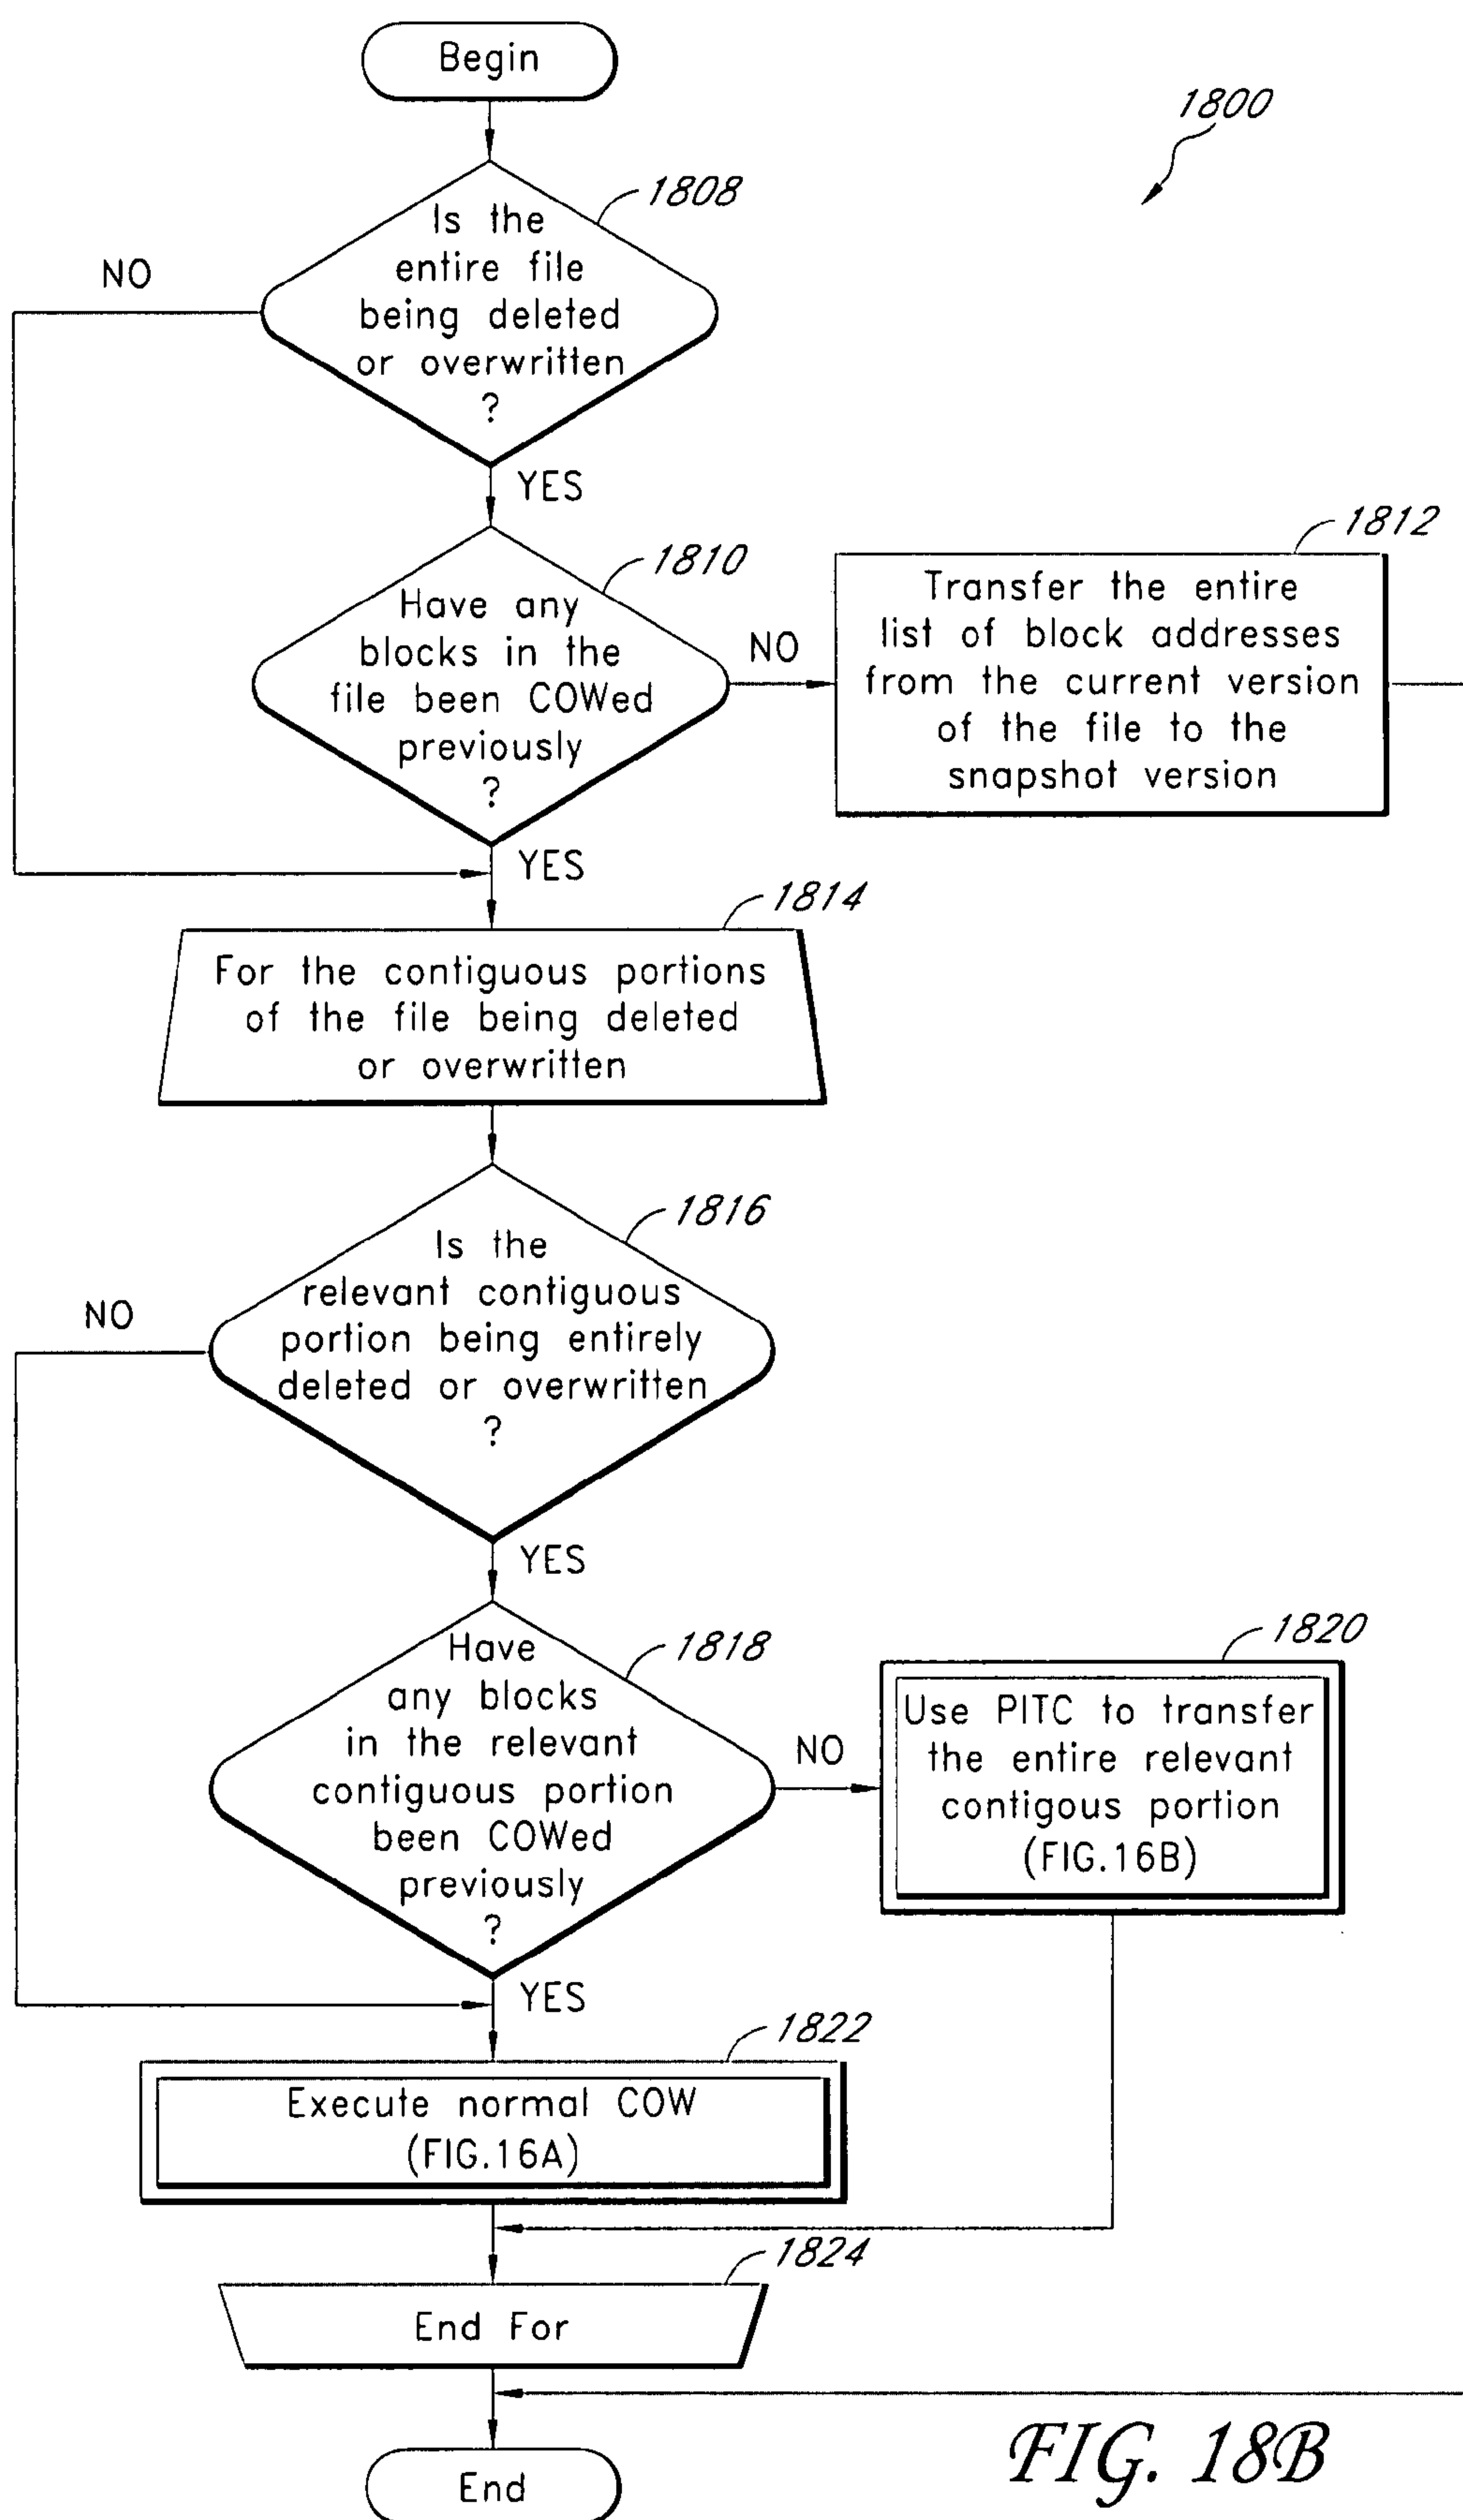 Begin
1800
1808
Is the
entire file
being deleted
or overwritten
?
NO
YES
1810
Have any
blocks in the
file been COWed
previously
?
NO
1812
Transfer the entire
list of block addresses
from the current version
of the file to the
snapshot version
YES
1814
For the contiguous portions
of the file being deleted
or overwritten
1816
Is the
relevant contiguous
portion being entirely
deleted or overwritten
?
NO
YES
1818
Have
any blocks
in the relevant
contiguous portion
been COWed
previously
?
NO
1820
Use PITC to transfer
the entire relevant
contigous portion
(FIG.16B)
YES
1822
Execute normal COW
(FIG.16A)
1824
End For
End
FIG. 18B